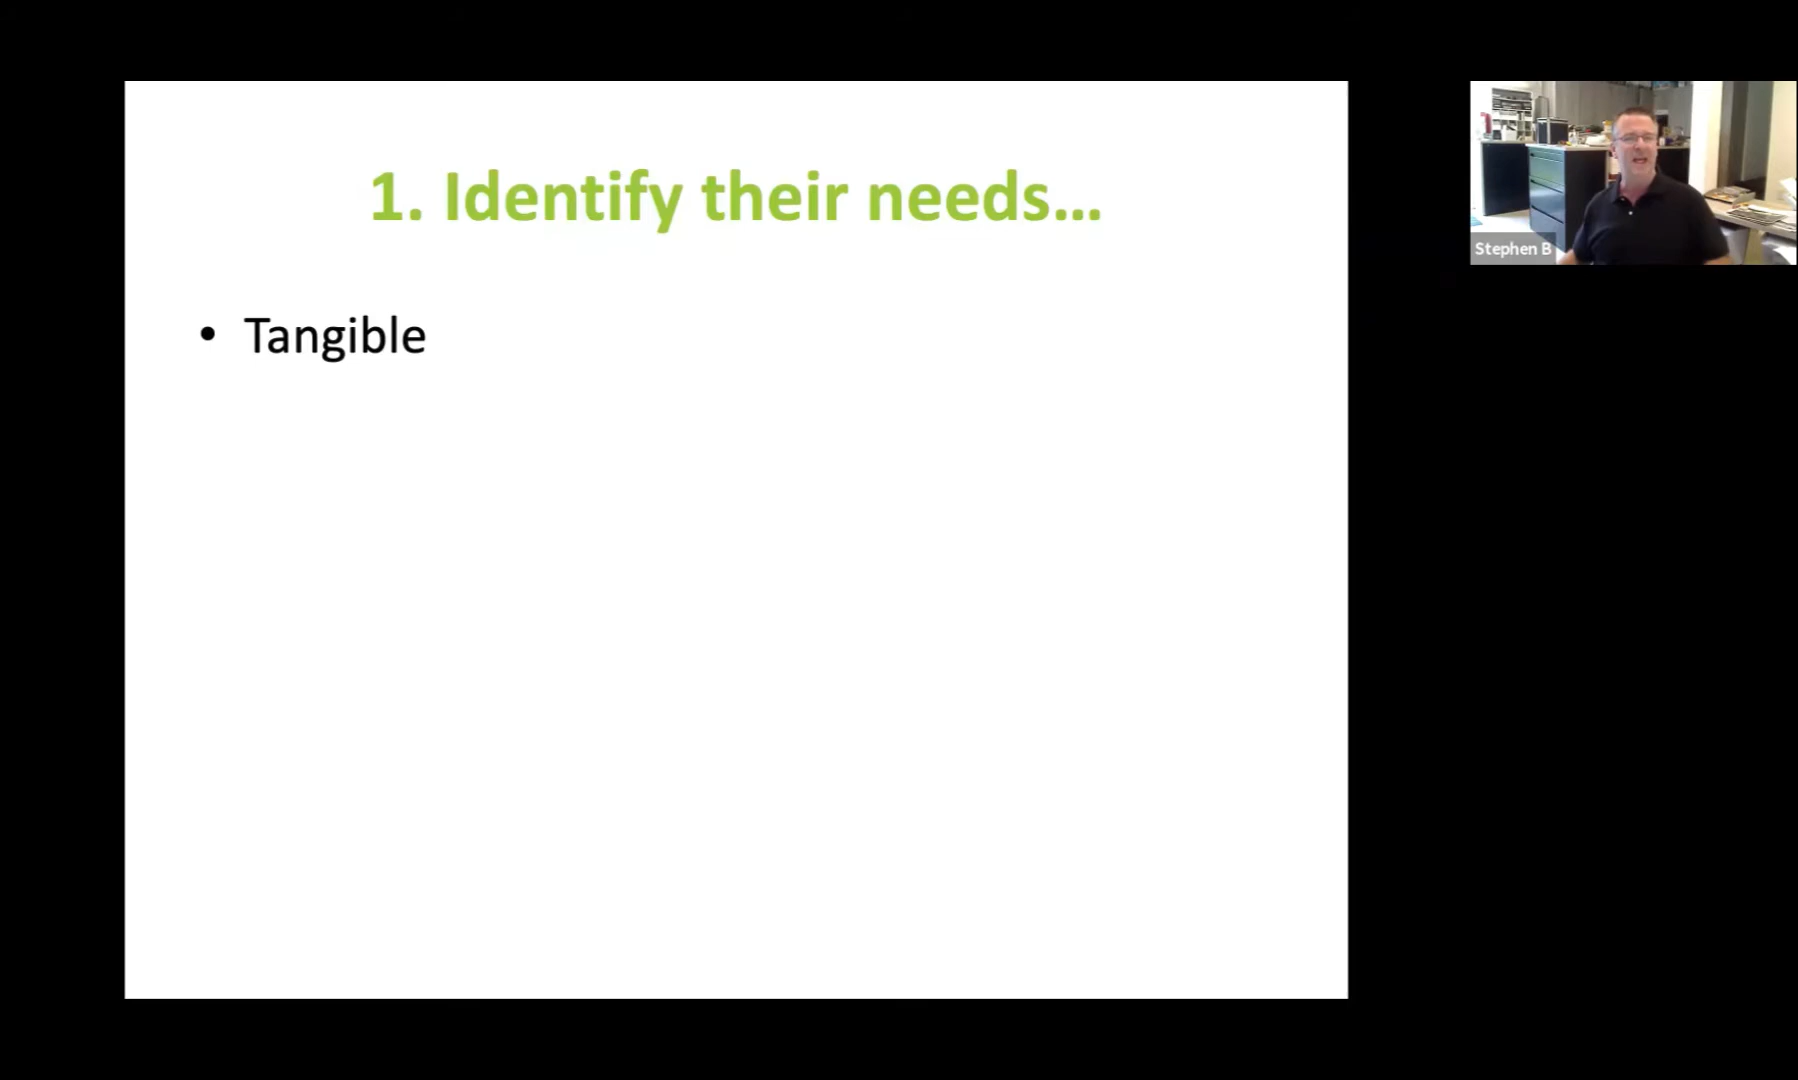 1. Identify their needs...
• Tangible
Stephen B